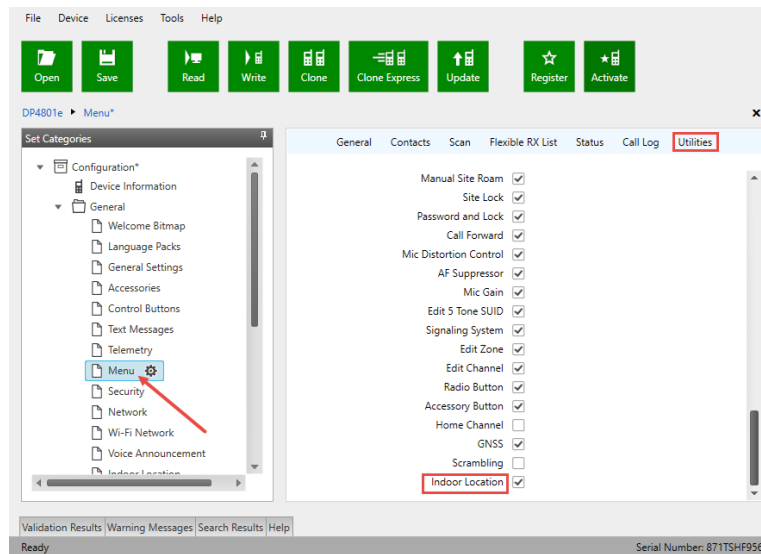 File Device Licenses Tools Help
Open Save Read Write Clone Clone Express Update Register Activate
DP4801e Menu*
Set Categories
Configuration*
Device Information
General
Welcome Bitmap
Language Packs
General Settings
Accessories
Control Buttons
Text Messages
Telemetry
Menu
Security
Network
Wi-Fi Network
Voice Announcement
Indoor Location
General Contacts Scan Flexible RX List Status Call Log Utilities
Manual Site Roam
Site Lock
Password and Lock
Call Forward
Mic Distortion Control
AF Suppressor
Mic Gain
Edit 5 Tone SUID
Signaling System
Edit Zone
Edit Channel
Radio Button
Accessory Button
Home Channel
GNSS
Scrambling
Indoor Location
Validation Results Warning Messages Search Results Help
Ready Serial Number: 871TSHF956